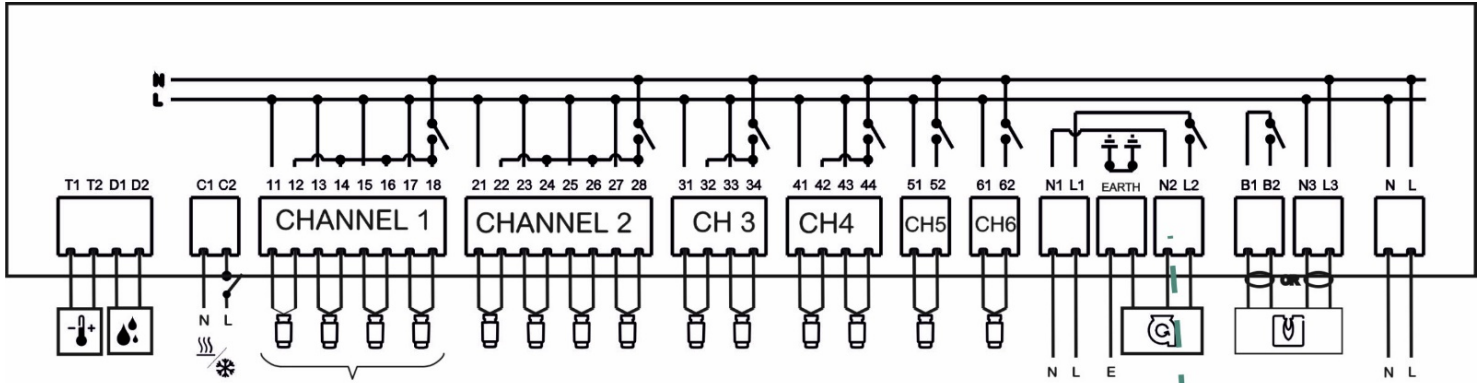 N
L
T1 T2 D1 D2 C1 C2 11 12 13 14 15 16 17 18 21 22 23 24 25 26 27 28 31 32 33 34 41 42 43 44 51 52 61 62 N1 L1 EARTH N2 L2 B1 B2 N3 L3 N L
CHANNEL 1 CHANNEL 2 CH 3 CH4 CH5 CH6
OR
N L
N L E N L